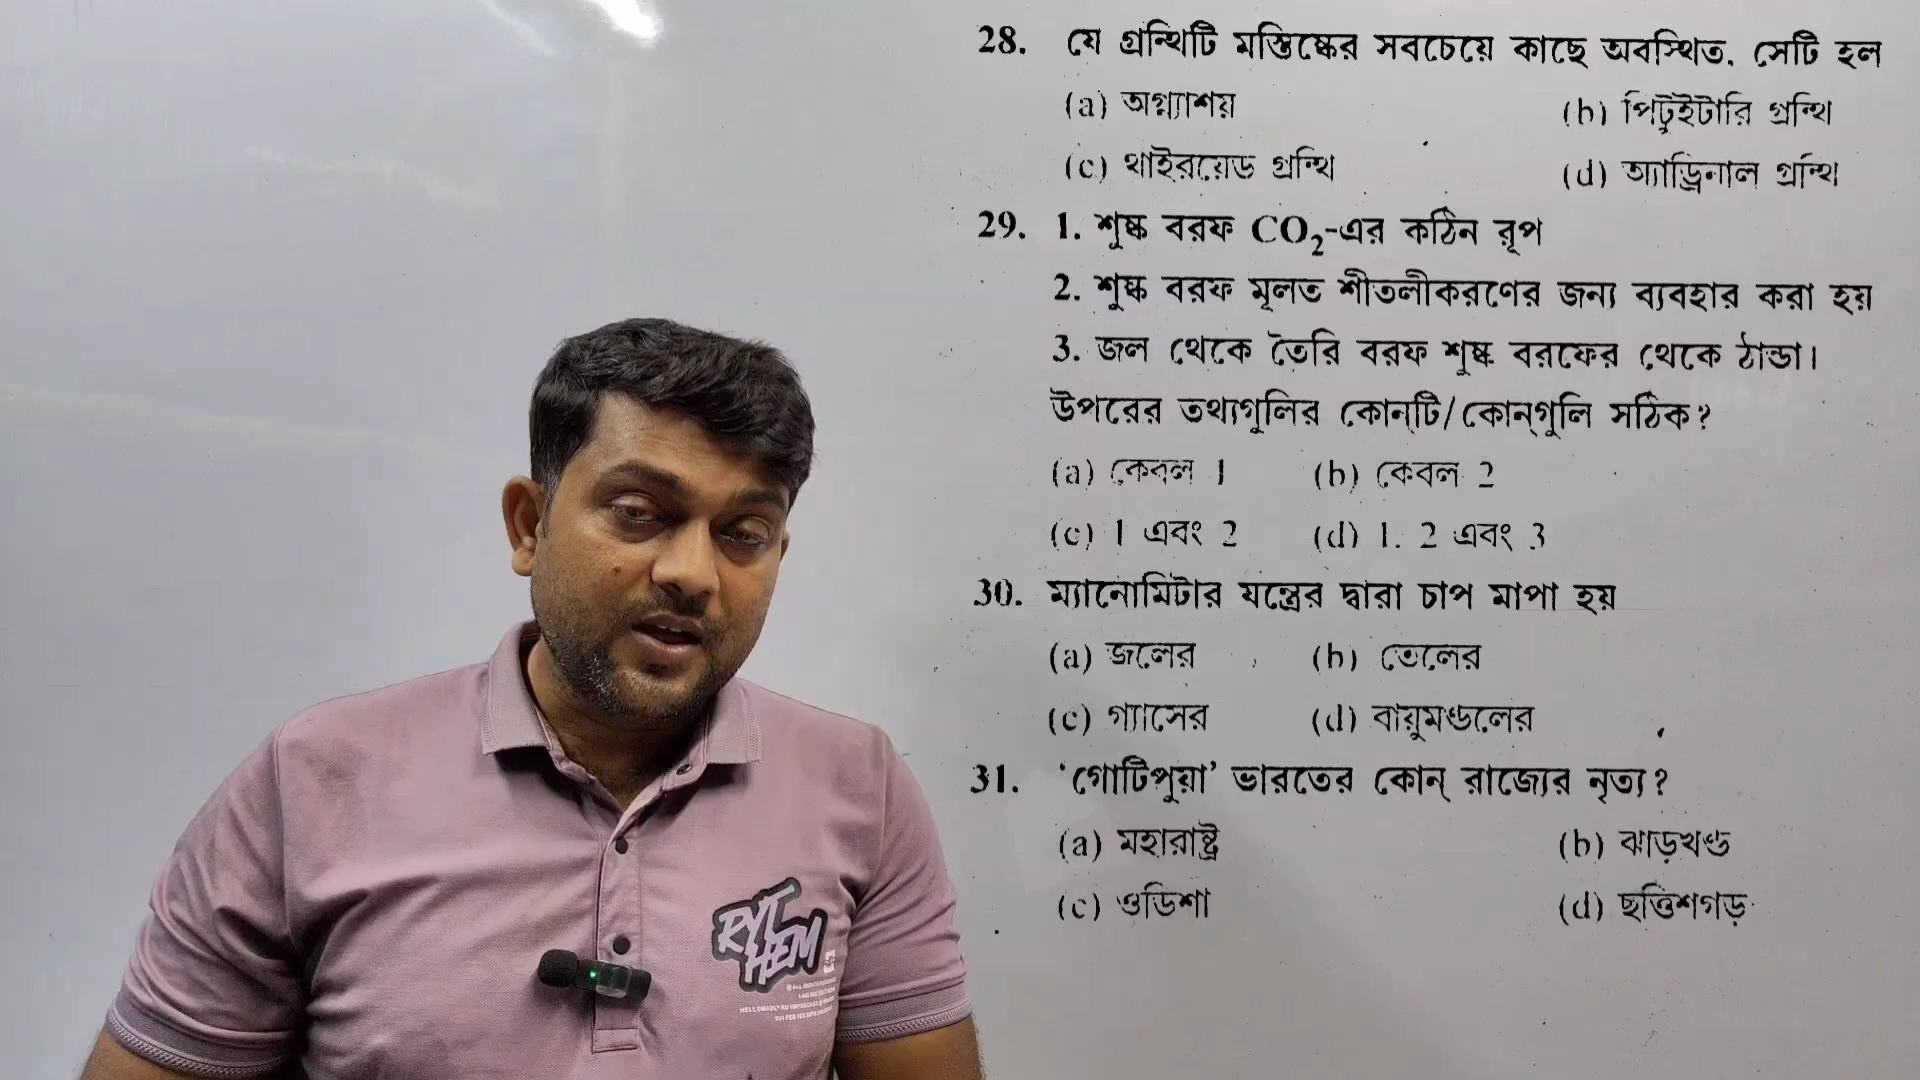 28. যে গ্রন্থিটি মস্তিষ্কের সবচেয়ে কাছে অবস্থিত, সেটি হল
(a) অগ্ন্যাশয় (b) পিটুইটারি গ্রন্থি
(c) থাইরয়েড গ্রন্থি (d) অ্যাড্রিনাল গ্রন্থি
29. 1. শুষ্ক বরফ CO₂-এর কঠিন রূপ
2. শুষ্ক বরফ মূলত শীতলীকরণের জন্য ব্যবহার করা হয়
3. জল থেকে তৈরি বরফ শুষ্ক বরফের থেকে ঠান্ডা।
উপরের তথ্যগুলির কোন্‌টি/কোন্‌গুলি সঠিক?
(a) কেবল 1 (b) কেবল 2
(c) 1 এবং 2 (d) 1, 2 এবং 3
30. ম্যানোমিটার যন্ত্রের দ্বারা চাপ মাপা হয়
(a) জলের (b) তেলের
(c) গ্যাসের (d) বায়ুমণ্ডলের
31. 'গোটিপুয়া' ভারতের কোন্ রাজ্যের নৃত্য?
(a) মহারাষ্ট্র (b) ঝাড়খণ্ড
(c) ওডিশা (d) ছত্তিশগড়
RYT
HEM